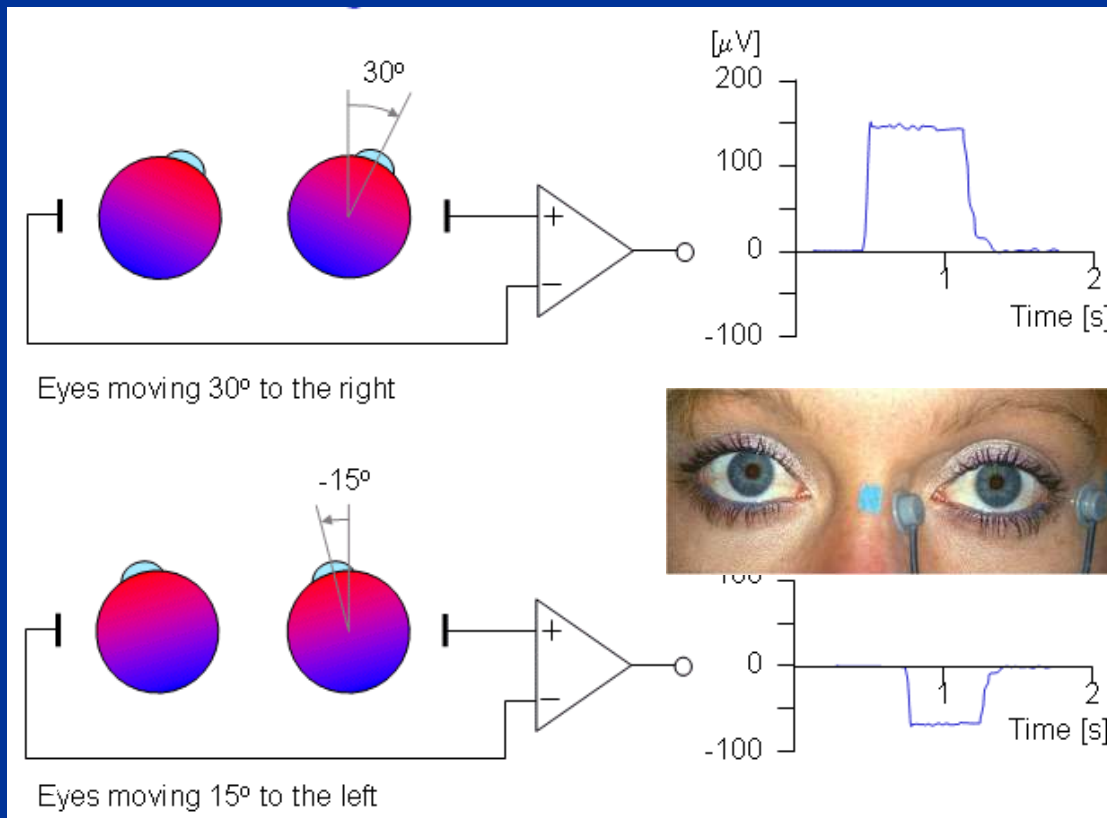 30º
[μV]
200
100
0
-100
1
2
Time [s]
+
−
Eyes moving 30º to the right
-15º
100
0
-100
1
2
Time [s]
+
−
Eyes moving 15º to the left